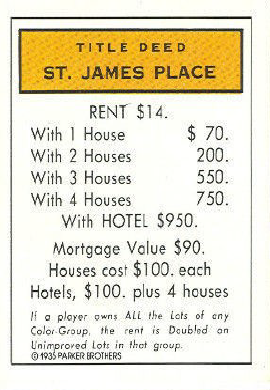 TITLE DEED
ST. JAMES PLACE
RENT $14.
With 1 House $ 70.
With 2 Houses 200.
With 3 Houses 550.
With 4 Houses 750.
With HOTEL $950.
Mortgage Value $90.
Houses cost $100. each
Hotels, $100. plus 4 houses
If a player owns ALL the Lots of any
Color-Group, the rent is Doubled on
Unimproved Lots in that group.
©1935 PARKER BROTHERS